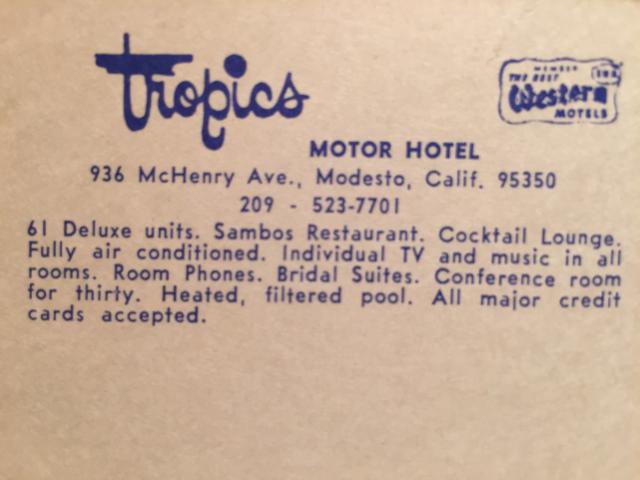 tropics
MEMBER
THE BEST
Western
MOTELS
MOTOR HOTEL
936 McHenry Ave., Modesto, Calif. 95350
209 - 523-7701
61 Deluxe units. Sambos Restaurant. Cocktail Lounge.
Fully air conditioned. Individual TV and music in all
rooms. Room Phones. Bridal Suites. Conference room
for thirty. Heated, filtered pool. All major credit
cards accepted.